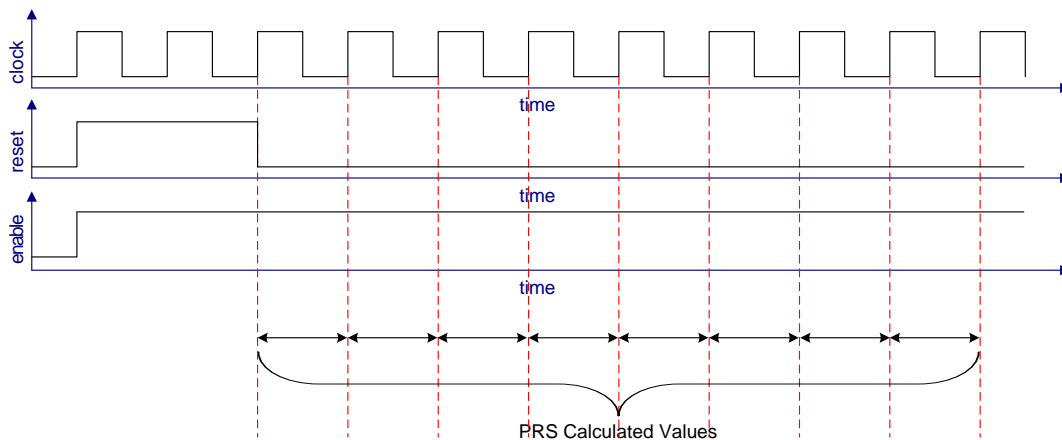 clock
time
reset
time
enable
time
PRS Calculated Values